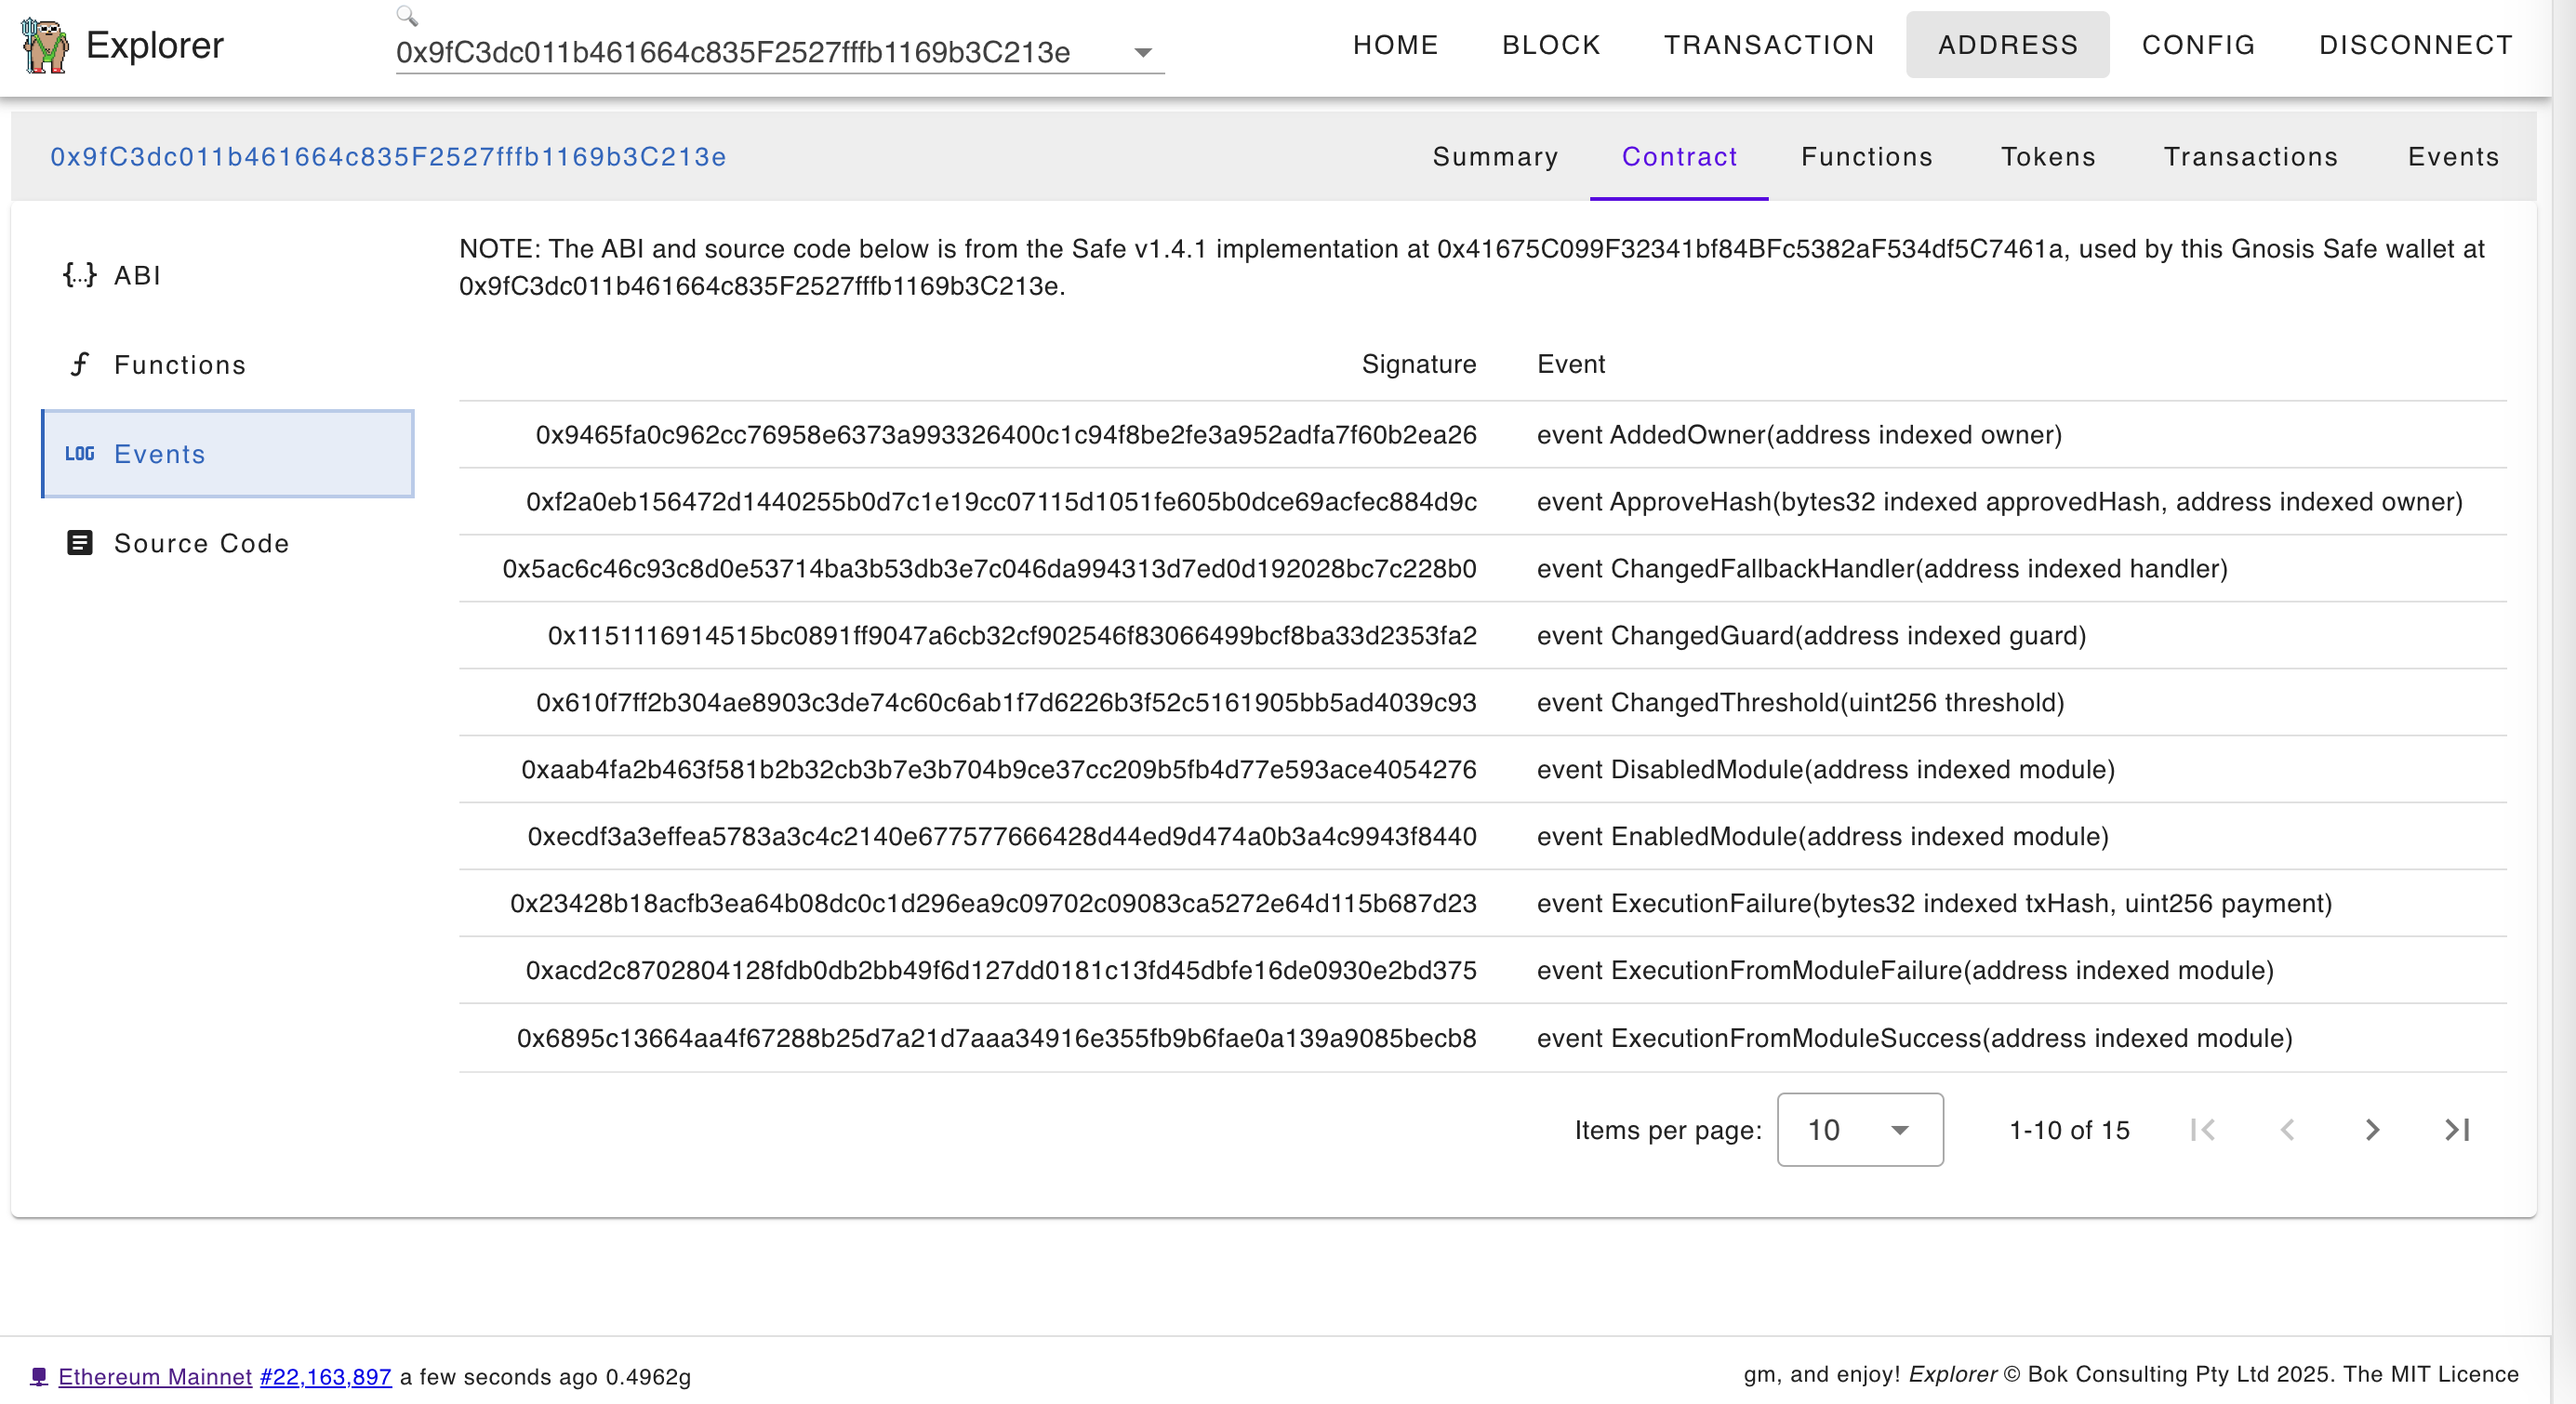 Explorer
0x9fC3dc011b461664c835F2527fffb1169b3C213e
HOME
BLOCK
TRANSACTION
ADDRESS
CONFIG
DISCONNECT
0x9fC3dc011b461664c835F2527fffb1169b3C213e
Summary
Contract
Functions
Tokens
Transactions
Events
{...} ABI
f Functions
LOG Events
Source Code
NOTE: The ABI and source code below is from the Safe v1.4.1 implementation at 0x41675C099F32341bf84BFc5382aF534df5C7461a, used by this Gnosis Safe wallet at
0x9fC3dc011b461664c835F2527fffb1169b3C213e.
Signature Event
0x9465fa0c962cc76958e6373a993326400c1c94f8be2fe3a952adfa7f60b2ea26 event AddedOwner(address indexed owner)
0xf2a0eb156472d1440255b0d7c1e19cc07115d1051fe605b0dce69acfec884d9c event ApproveHash(bytes32 indexed approvedHash, address indexed owner)
0x5ac6c46c93c8d0e53714ba3b53db3e7c046da994313d7ed0d192028bc7c228b0 event ChangedFallbackHandler(address indexed handler)
0x1151116914515bc0891ff9047a6cb32cf902546f83066499bcf8ba33d2353fa2 event ChangedGuard(address indexed guard)
0x610f7ff2b304ae8903c3de74c60c6ab1f7d6226b3f52c5161905bb5ad4039c93 event ChangedThreshold(uint256 threshold)
0xaab4fa2b463f581b2b32cb3b7e3b704b9ce37cc209b5fb4d77e593ace4054276 event DisabledModule(address indexed module)
0xecdf3a3effea5783a3c4c2140e677577666428d44ed9d474a0b3a4c9943f8440 event EnabledModule(address indexed module)
0x23428b18acfb3ea64b08dc0c1d296ea9c09702c09083ca5272e64d115b687d23 event ExecutionFailure(bytes32 indexed txHash, uint256 payment)
0xacd2c8702804128fdb0db2bb49f6d127dd0181c13fd45dbfe16de0930e2bd375 event ExecutionFromModuleFailure(address indexed module)
0x6895c13664aa4f67288b25d7a21d7aaa34916e355fb9b6fae0a139a9085becb8 event ExecutionFromModuleSuccess(address indexed module)
Items per page: 10 1-10 of 15
Ethereum Mainnet #22,163,897 a few seconds ago 0.4962g
gm, and enjoy! Explorer © Bok Consulting Pty Ltd 2025. The MIT Licence